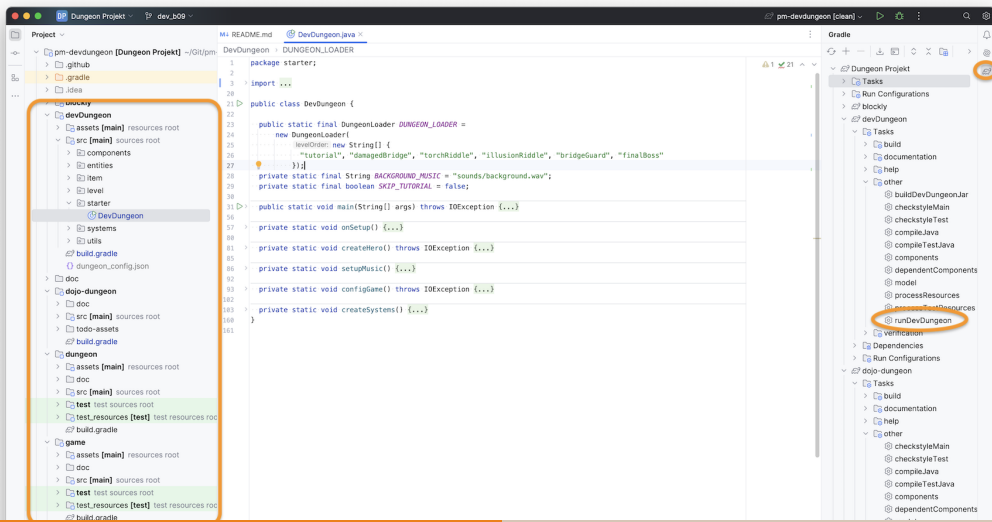 DP Dungeon Projekt
dev_b09
pm-devdungeon [clean]
Project
pm-devdungeon [Dungeon Projekt] ~/Git/pm-
.github
.gradle
.idea
blockly
devDungeon
assets [main] resources root
src [main] sources root
components
entities
item
level
starter
DevDungeon
systems
utils
build.gradle
dungeon_config.json
doc
dojo-dungeon
doc
src [main] sources root
todo-assets
build.gradle
dungeon
assets [main] resources root
doc
src [main] sources root
test test sources root
test_resources [test] test resources roo
build.gradle
game
assets [main] resources root
doc
src [main] sources root
test test sources root
test_resources [test] test resources roo
build.gradle
M↓ README.md
DevDungeon.java
DevDungeon > DUNGEON_LOADER
1 package starter;
2
3 import ...
20
21 public class DevDungeon {
22
23 public static final DungeonLoader DUNGEON_LOADER =
24 new DungeonLoader(
25 levelOrder: new String[] {
26 "tutorial", "damagedBridge", "torchRiddle", "illusionRiddle", "bridgeGuard", "finalBoss"
27 });
28 private static final String BACKGROUND_MUSIC = "sounds/background.wav";
29 private static final boolean SKIP_TUTORIAL = false;
30
31 public static void main(String[] args) throws IOException {...}
56
57 private static void onSetup() {...}
80
81 private static void createHero() throws IOException {...}
85
86 private static void setupMusic() {...}
92
93 private static void configGame() throws IOException {...}
102
103 private static void createSystems() {...}
160 }
161
1 21
Gradle
Dungeon Projekt
Tasks
Run Configurations
blockly
devDungeon
Tasks
build
documentation
help
other
buildDevDungeonJar
checkstyleMain
checkstyleTest
compileJava
compileTestJava
components
dependentComponents
model
processResources
processTestResources
runDevDungeon
verification
Dependencies
Run Configurations
dojo-dungeon
Tasks
build
documentation
help
other
checkstyleMain
checkstyleTest
compileJava
compileTestJava
components
dependentComponents